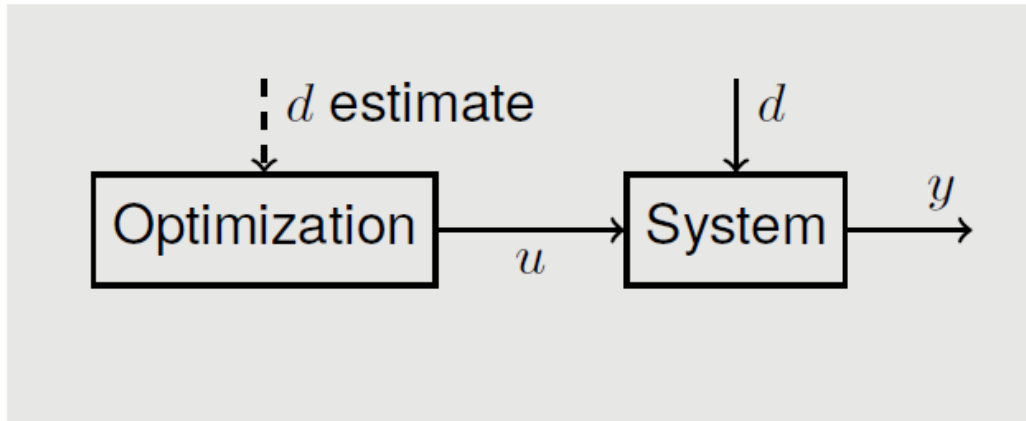 d estimate
d
Optimization
u
System
y